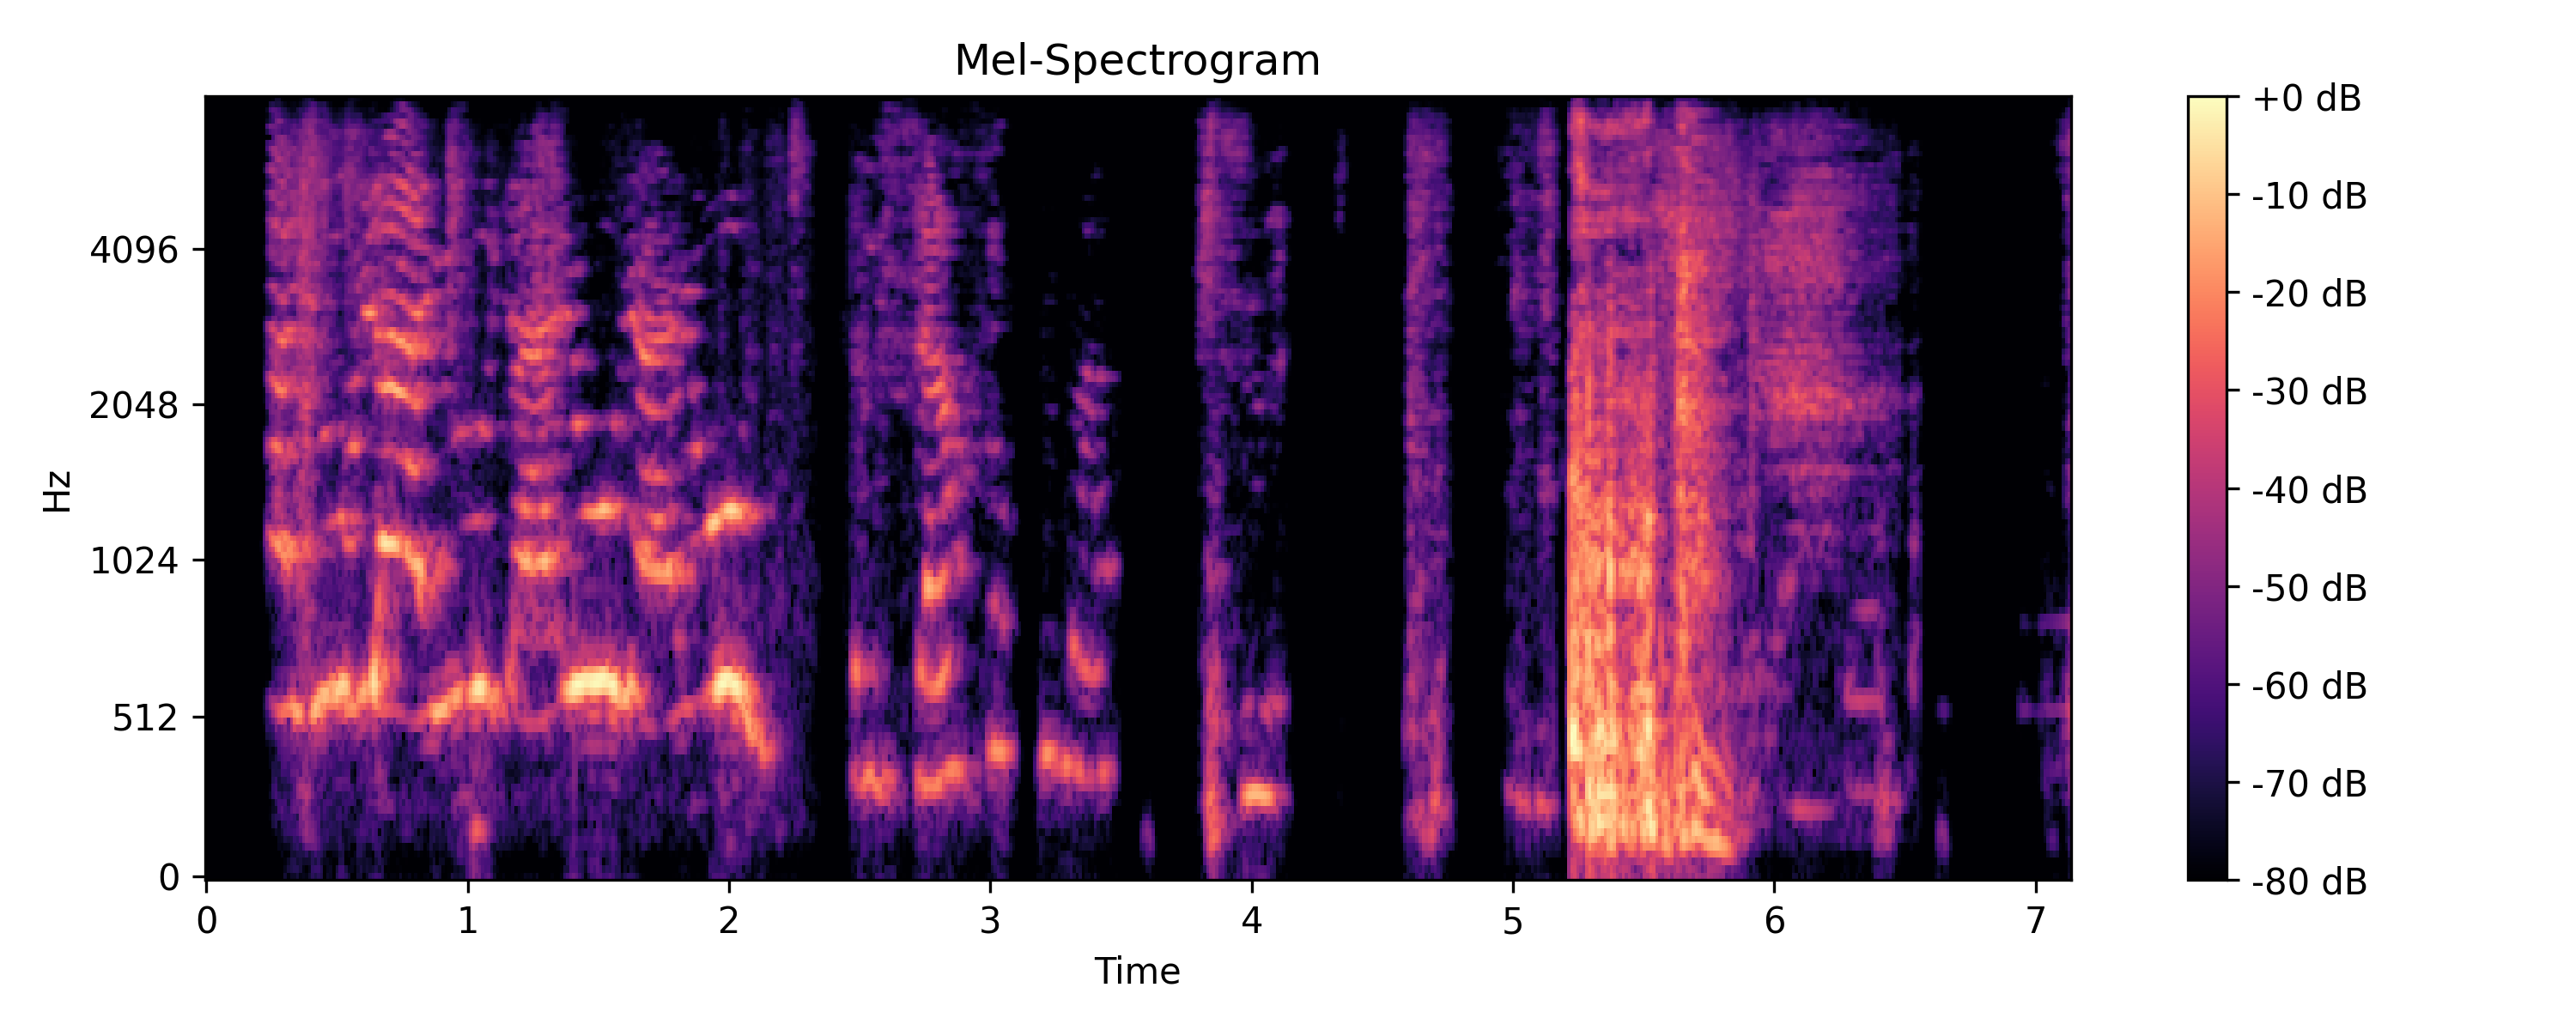 Mel-Spectrogram
+0 dB
-10 dB
-20 dB
-30 dB
-40 dB
-50 dB
-60 dB
-70 dB
-80 dB
4096
2048
1024
512
0
Hz
0 1 2 3 4 5 6 7
Time